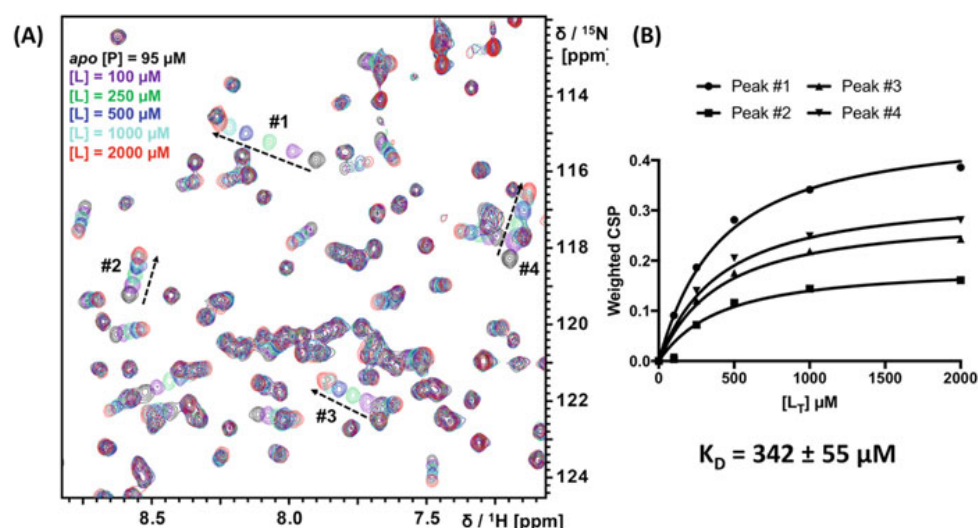 (A)
apo [P] = 95 µM
[L] = 100 µM
[L] = 250 µM
[L] = 500 µM
[L] = 1000 µM
[L] = 2000 µM
#1
#2
#3
#4
δ / ¹⁵N
[ppm]
114
116
118
120
122
124
8.5
8.0
7.5
δ / ¹H [ppm]
(B)
Peak #1
Peak #2
Peak #3
Peak #4
Weighted CSP
0.4
0.3
0.2
0.1
0.0
0
500
1000
1500
2000
[L_T] µM
K_D = 342 ± 55 µM